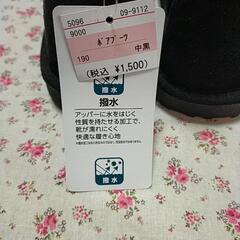 5096 09-9112
9000
ボアブーツ
190 中黒
(税込 ¥1,500)
撥水
アッパーに水をはじく
性質を持たせる加工で、
靴が濡れにくく
快適な履き心地
撥水